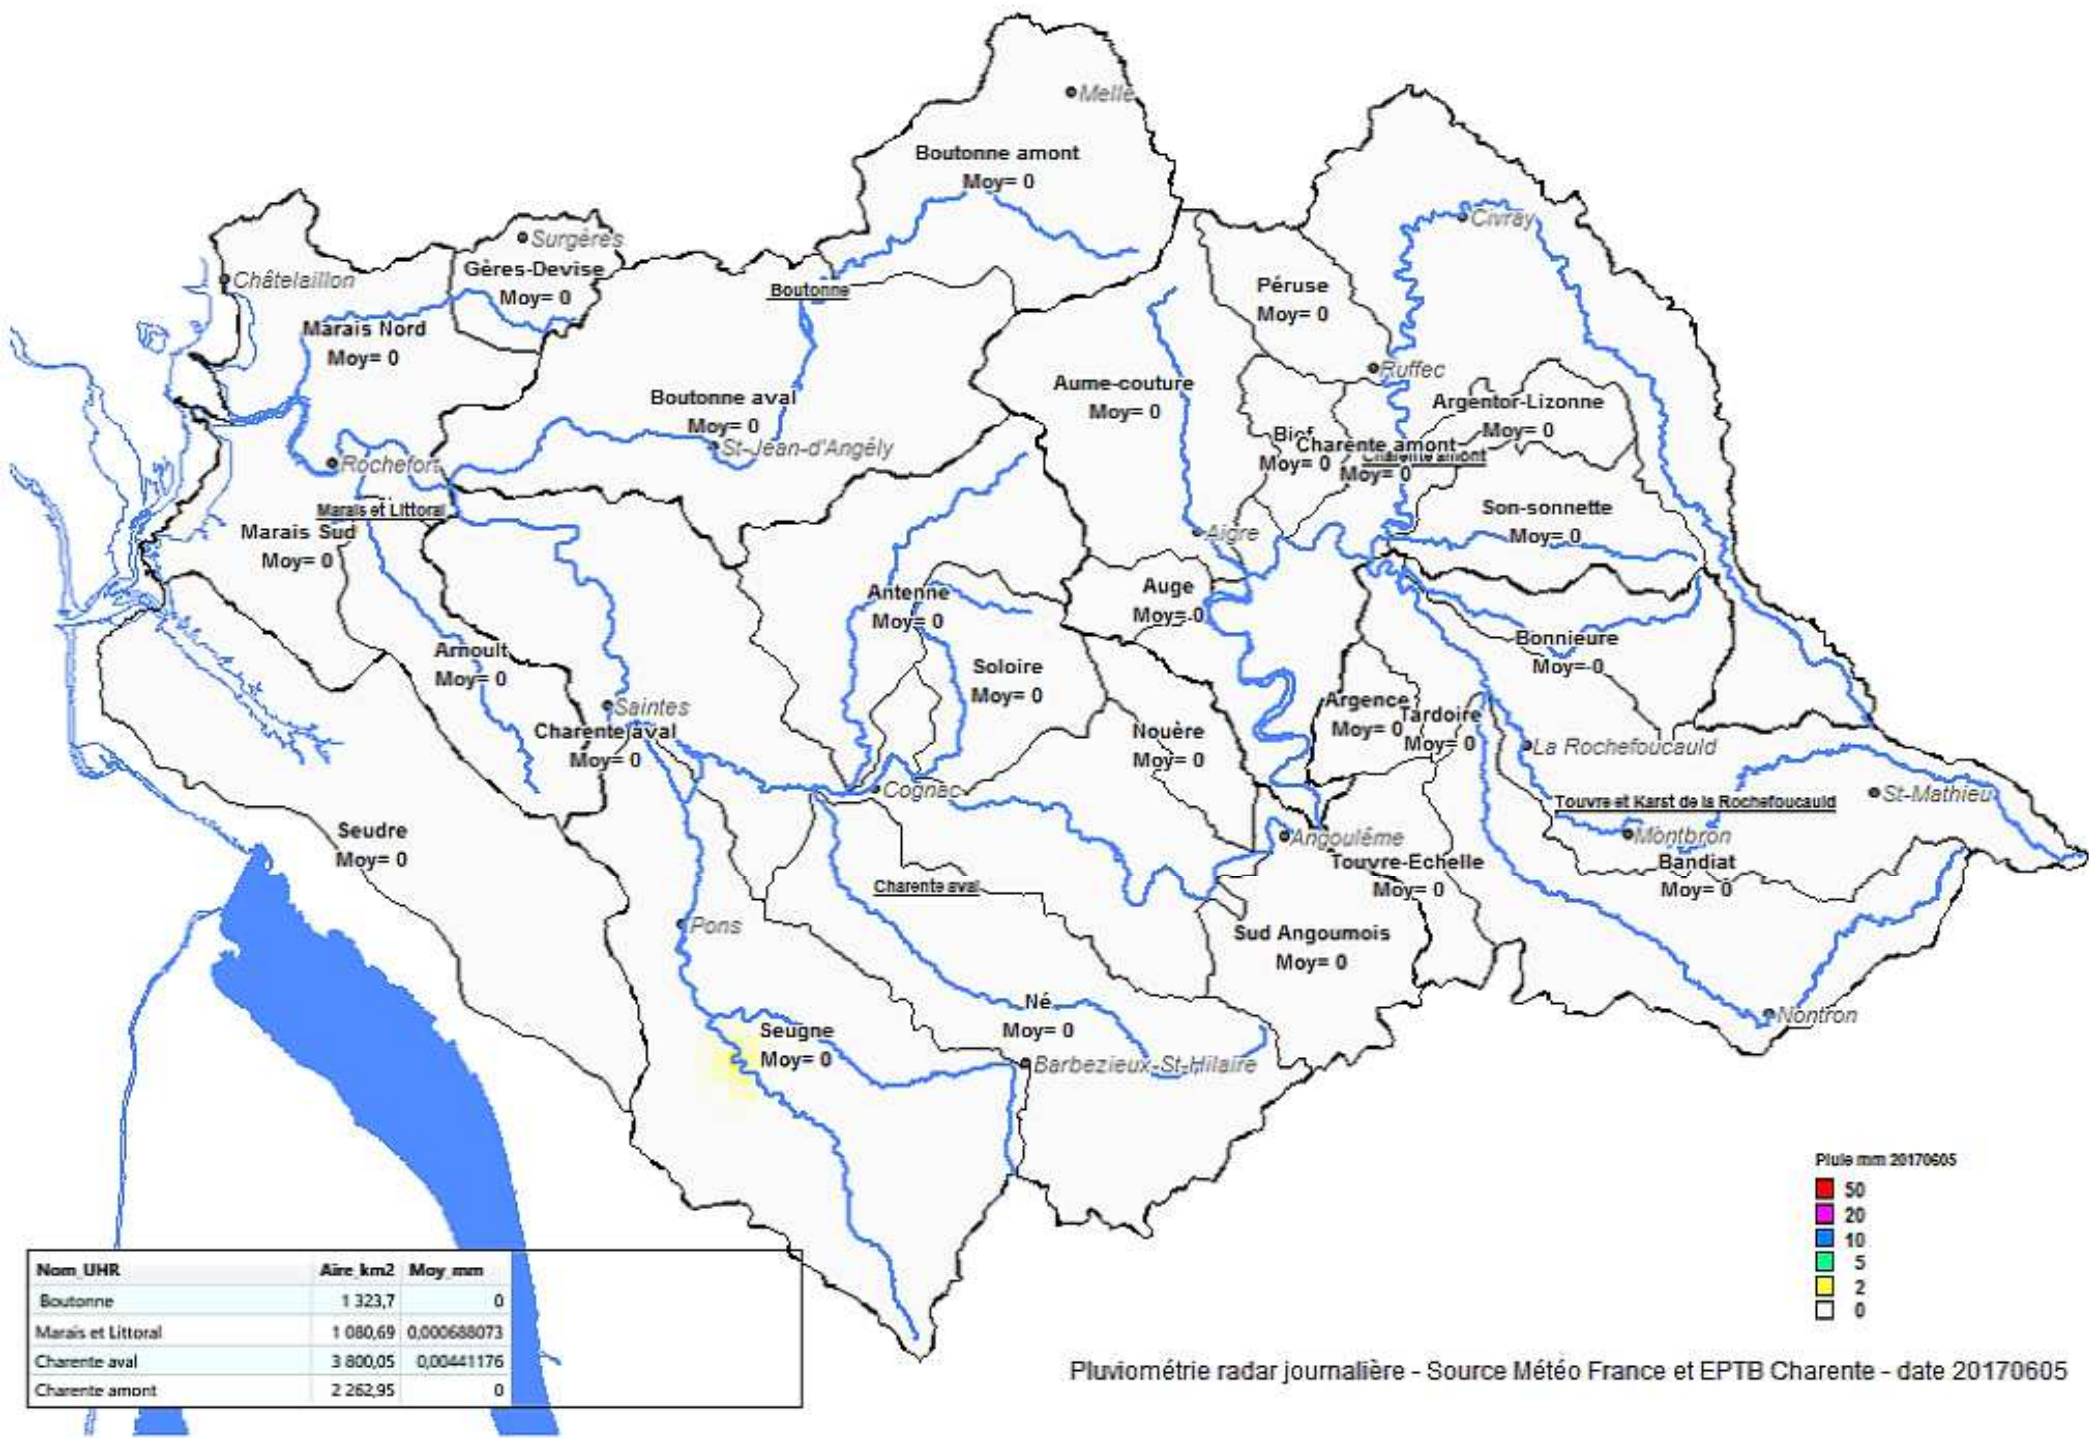 Melle
Boutonne amont
Moy= 0
Civray
Surgères
Gères-Devise
Moy= 0
Châtelaillon
Boutonne
Péruse
Moy= 0
Marais Nord
Moy= 0
Ruffec
Aume-couture
Moy= 0
Boutonne aval
Moy= 0
Argentor-Lizonne
Moy= 0
St-Jean-d'Angély
Bief
Moy= 0
Charente amont
Moy= 0
Charente amont
Rochefort
Marais et Littoral
Marais Sud
Moy= 0
Son-sonnette
Moy= 0
Aigre
Antenne
Moy= 0
Auge
Moy= 0
Bonnieure
Moy= 0
Arnoult
Moy= 0
Soloire
Moy= 0
Saintes
Charente aval
Moy= 0
Argence
Moy= 0
Tardoire
Moy= 0
Nouère
Moy= 0
La Rochefoucauld
Cognac
St-Mathieu
Touvre et Karst de la Rochefoucauld
Seudre
Moy= 0
Angoulême
Montbron
Touvre-Echelle
Moy= 0
Bandiat
Moy= 0
Charente aval
Pons
Sud Angoumois
Moy= 0
Né
Moy= 0
Nontron
Seugne
Moy= 0
Barbezieux-St-Hilaire
Pluie mm 20170605
50
20
10
5
2
0
Nom_UHR Aire_km2 Moy_mm
Boutonne 1 323,7 0
Marais et Littoral 1 080,69 0,000688073
Charente aval 3 800,05 0,00441176
Charente amont 2 262,95 0
Pluviométrie radar journalière - Source Météo France et EPTB Charente - date 20170605